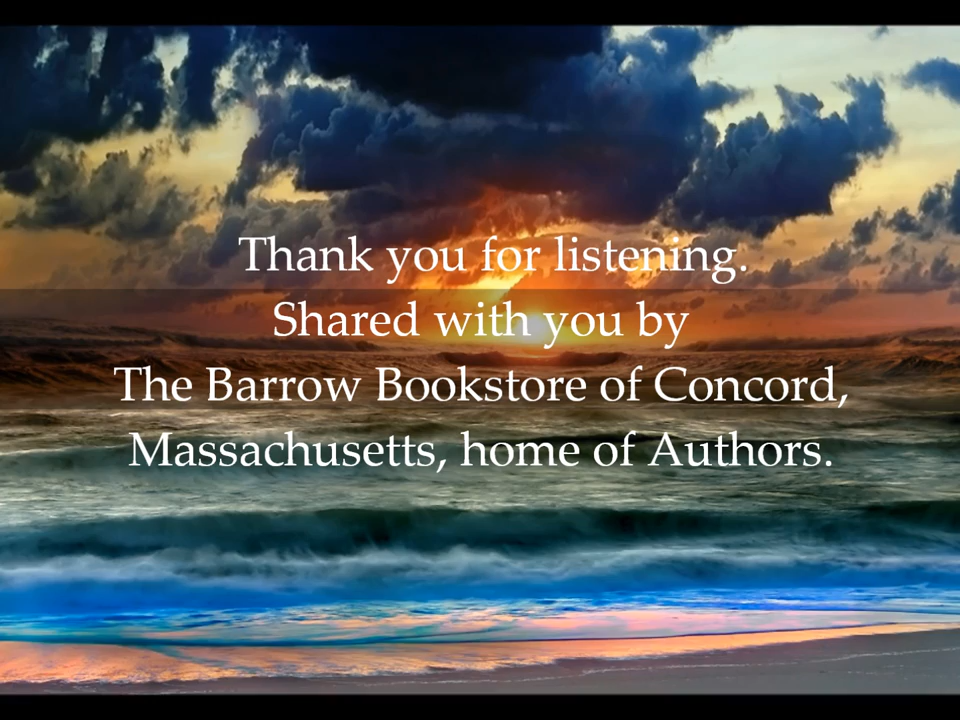 Thank you for listening.
Shared with you by
The Barrow Bookstore of Concord,
Massachusetts, home of Authors.